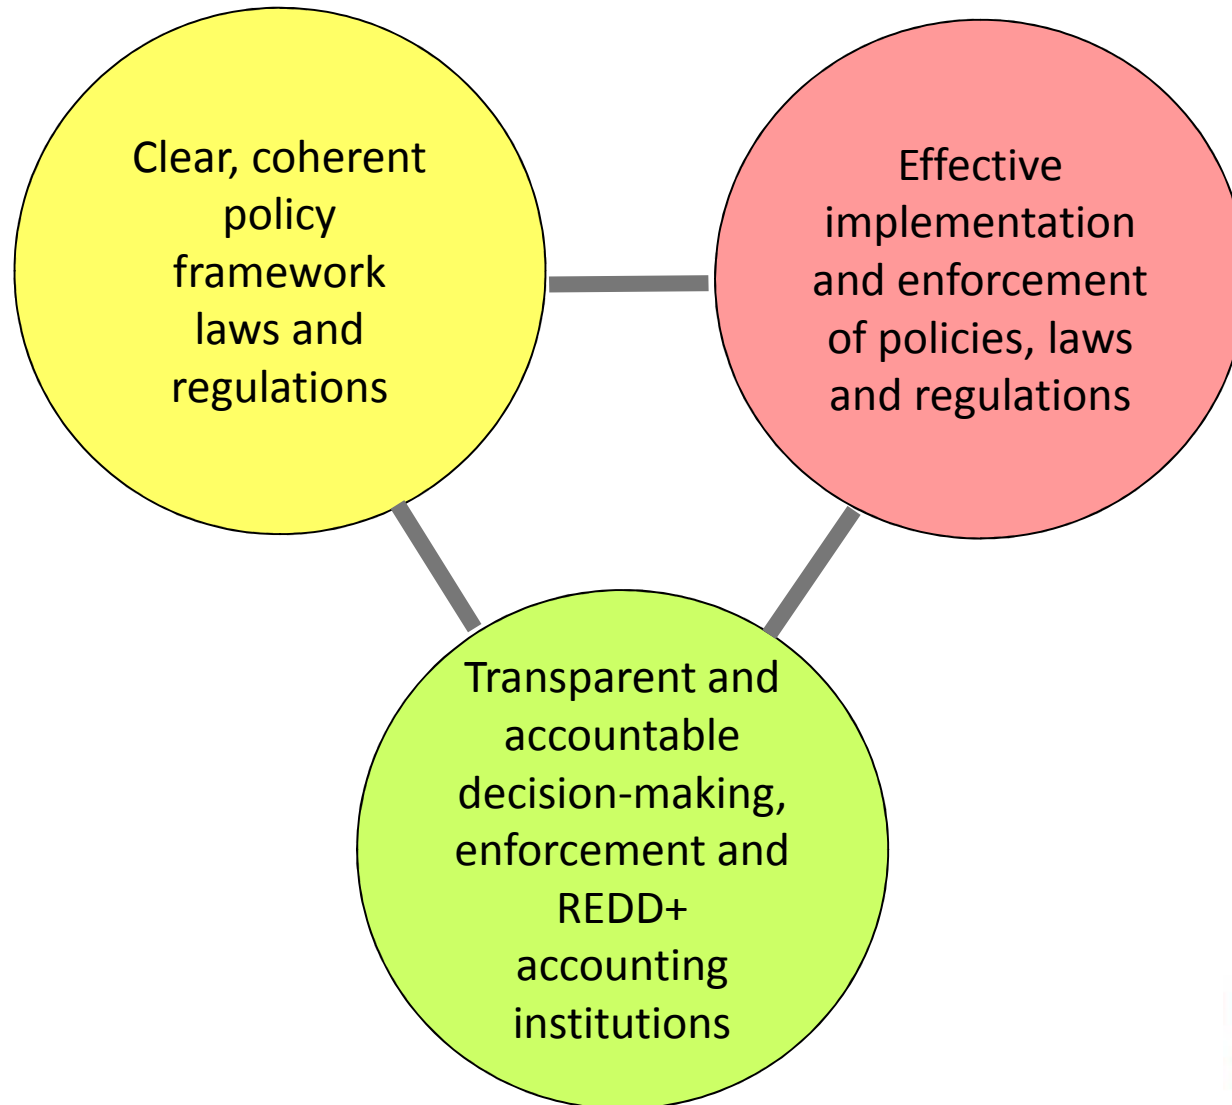 Clear, coherent
policy
framework
laws and
regulations
Effective
implementation
and enforcement
of policies, laws
and regulations
Transparent and
accountable
decision-making,
enforcement and
REDD+
accounting
institutions